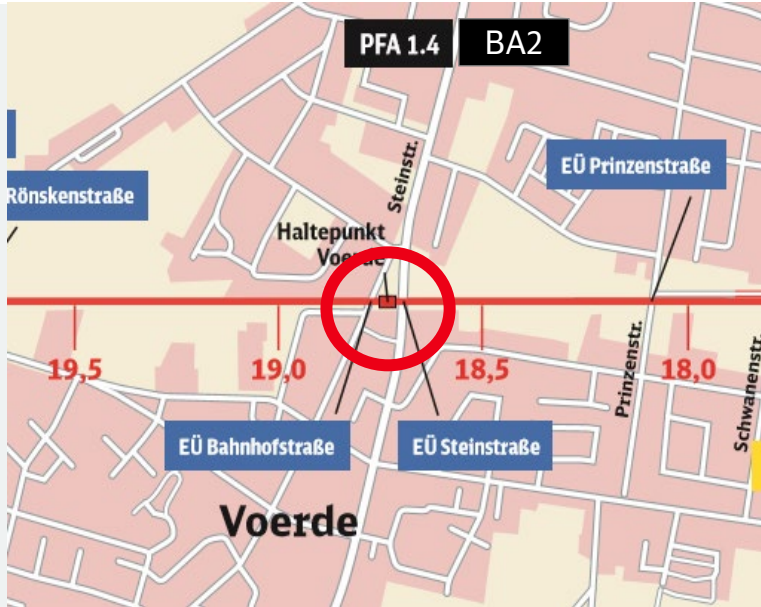 PFA 1.4
BA2
EÜ Prinzenstraße
Rönskenstraße
Steinstr.
Haltepunkt
Voerde
19,5
19,0
18,5
18,0
Prinzenstr.
Schwanenstr.
EÜ Bahnhofstraße
EÜ Steinstraße
Voerde